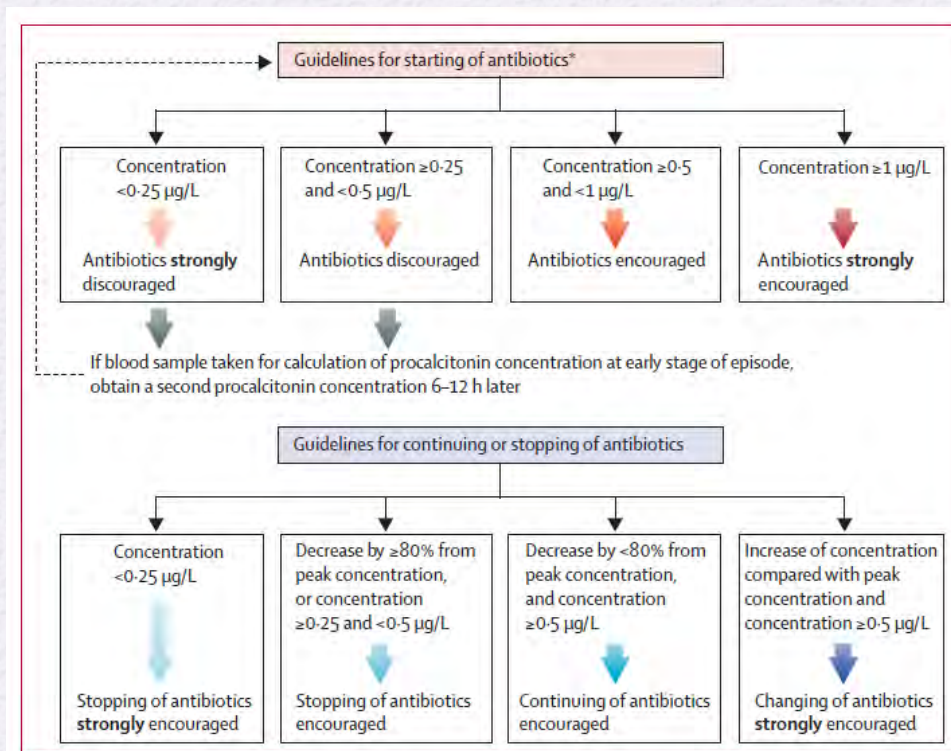 Guidelines for starting of antibiotics*
Concentration
<0·25 µg/L
Antibiotics strongly
discouraged
Concentration ≥0·25
and <0·5 µg/L
Antibiotics discouraged
Concentration ≥0·5
and <1 µg/L
Antibiotics encouraged
Concentration ≥1 µg/L
Antibiotics strongly
encouraged
If blood sample taken for calculation of procalcitonin concentration at early stage of episode,
obtain a second procalcitonin concentration 6–12 h later
Guidelines for continuing or stopping of antibiotics
Concentration
<0·25 µg/L
Stopping of antibiotics
strongly encouraged
Decrease by ≥80% from
peak concentration,
or concentration
≥0·25 and <0·5 µg/L
Stopping of antibiotics
encouraged
Decrease by <80% from
peak concentration,
and concentration
≥0·5 µg/L
Continuing of antibiotics
encouraged
Increase of concentration
compared with peak
concentration and
concentration ≥0·5 µg/L
Changing of antibiotics
strongly encouraged